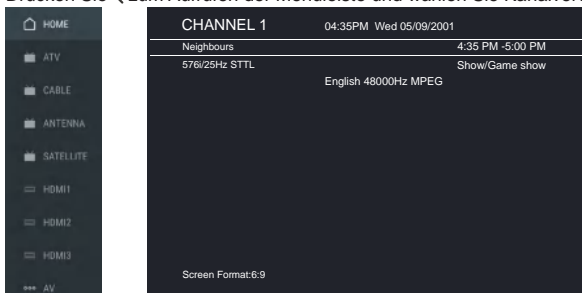 HOME
ATV
CABLE
ANTENNA
SATELLITE
HDMI1
HDMI2
HDMI3
AV
CHANNEL 1 04:35PM Wed 05/09/2001
Neighbours 4:35 PM -5:00 PM
576i/25Hz STTL Show/Game show
English 48000Hz MPEG
Screen Format:6:9